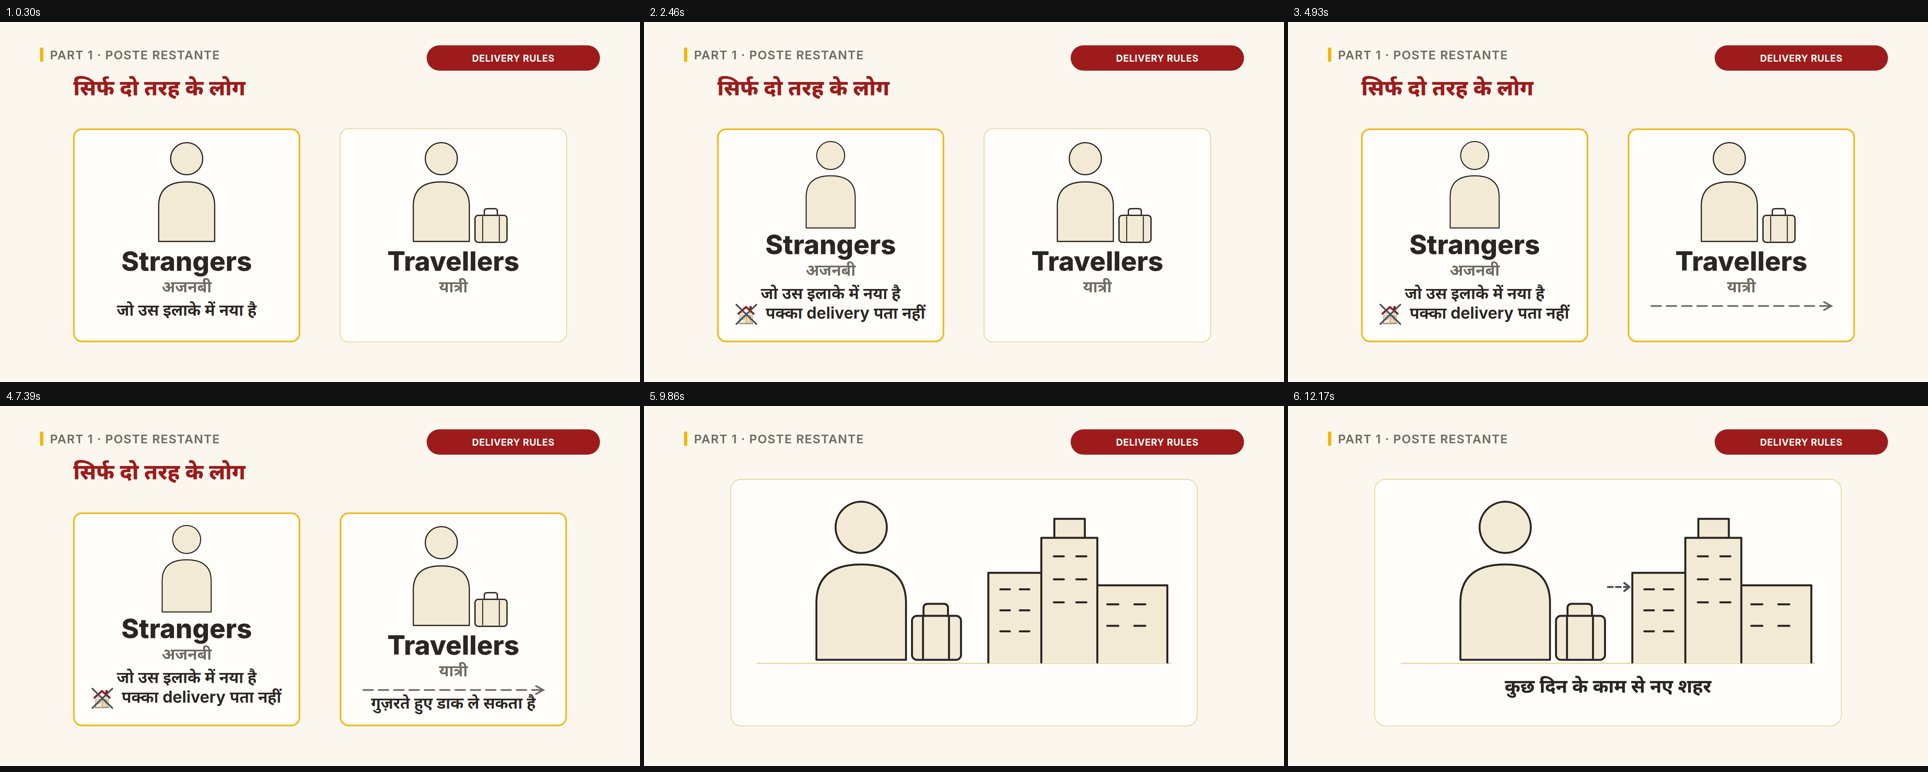 1. 0.30s
PART 1 · POSTE RESTANTE
DELIVERY RULES
सिर्फ दो तरह के लोग
Strangers
अजनबी
जो उस इलाके में नया है
Travellers
यात्री
2. 2.46s
PART 1 · POSTE RESTANTE
DELIVERY RULES
सिर्फ दो तरह के लोग
Strangers
अजनबी
जो उस इलाके में नया है
पक्का delivery पता नहीं
Travellers
यात्री
3. 4.93s
PART 1 · POSTE RESTANTE
DELIVERY RULES
सिर्फ दो तरह के लोग
Strangers
अजनबी
जो उस इलाके में नया है
पक्का delivery पता नहीं
Travellers
यात्री
4. 7.39s
PART 1 · POSTE RESTANTE
DELIVERY RULES
सिर्फ दो तरह के लोग
Strangers
अजनबी
जो उस इलाके में नया है
पक्का delivery पता नहीं
Travellers
यात्री
गुज़रते हुए डाक ले सकता है
5. 9.86s
PART 1 · POSTE RESTANTE
DELIVERY RULES
6. 12.17s
PART 1 · POSTE RESTANTE
DELIVERY RULES
कुछ दिन के काम से नए शहर